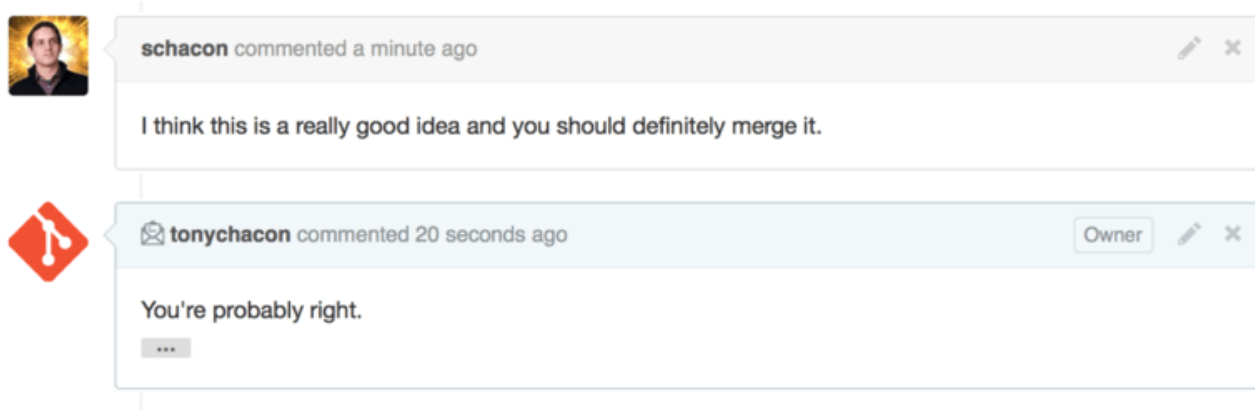 schacon commented a minute ago
I think this is a really good idea and you should definitely merge it.
tonychacon commented 20 seconds ago Owner
You're probably right.
...